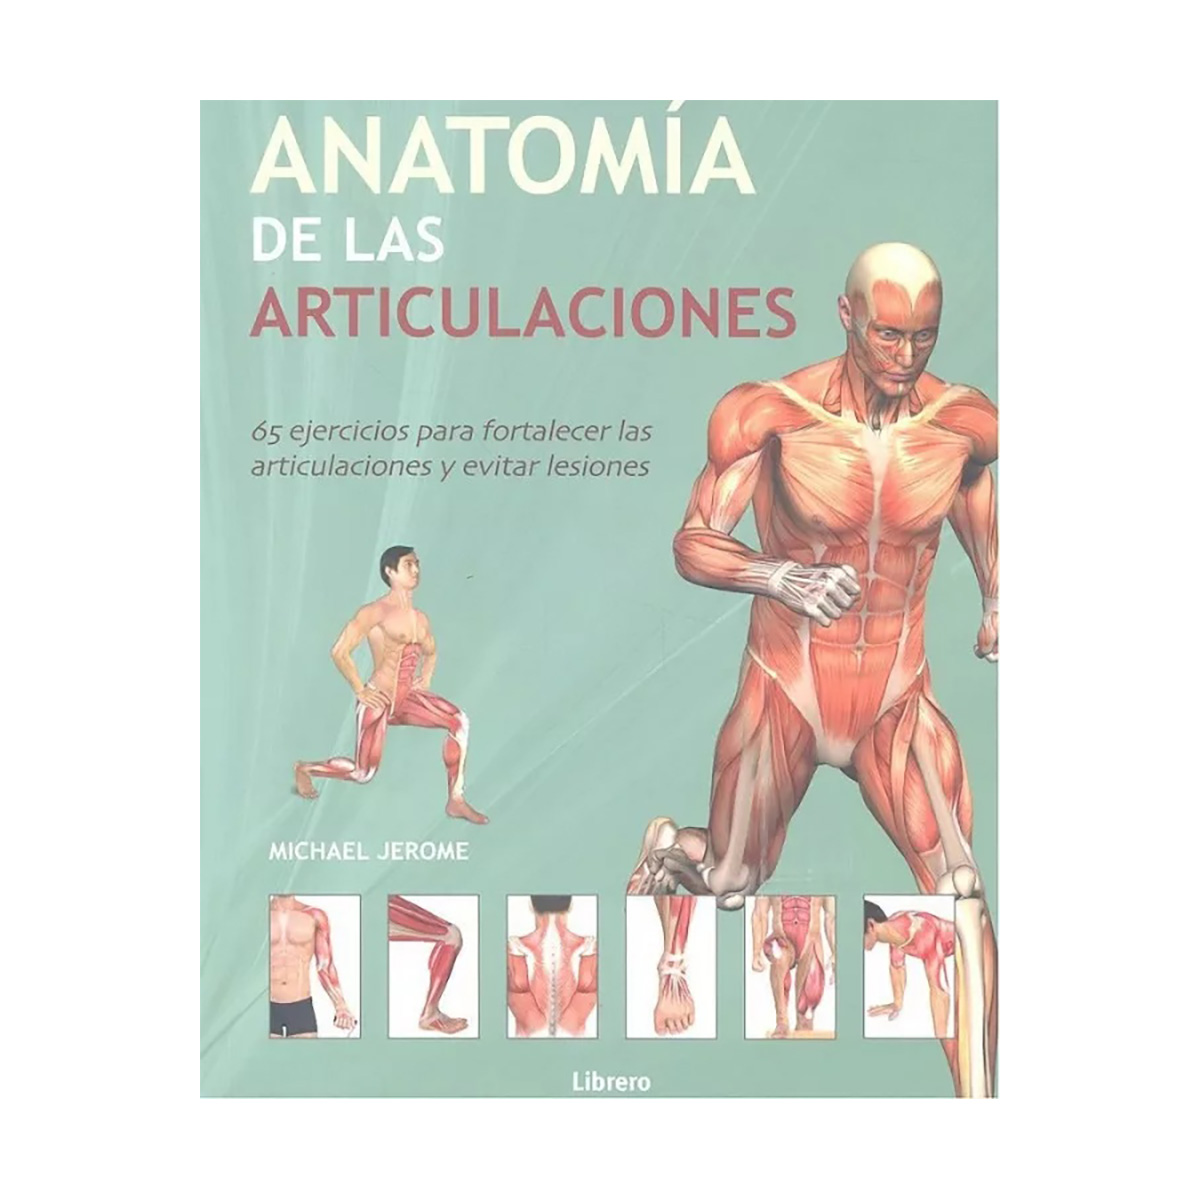 ANATOMÍA
DE LAS
ARTICULACIONES
65 ejercicios para fortalecer las
articulaciones y evitar lesiones
MICHAEL JEROME
Librero